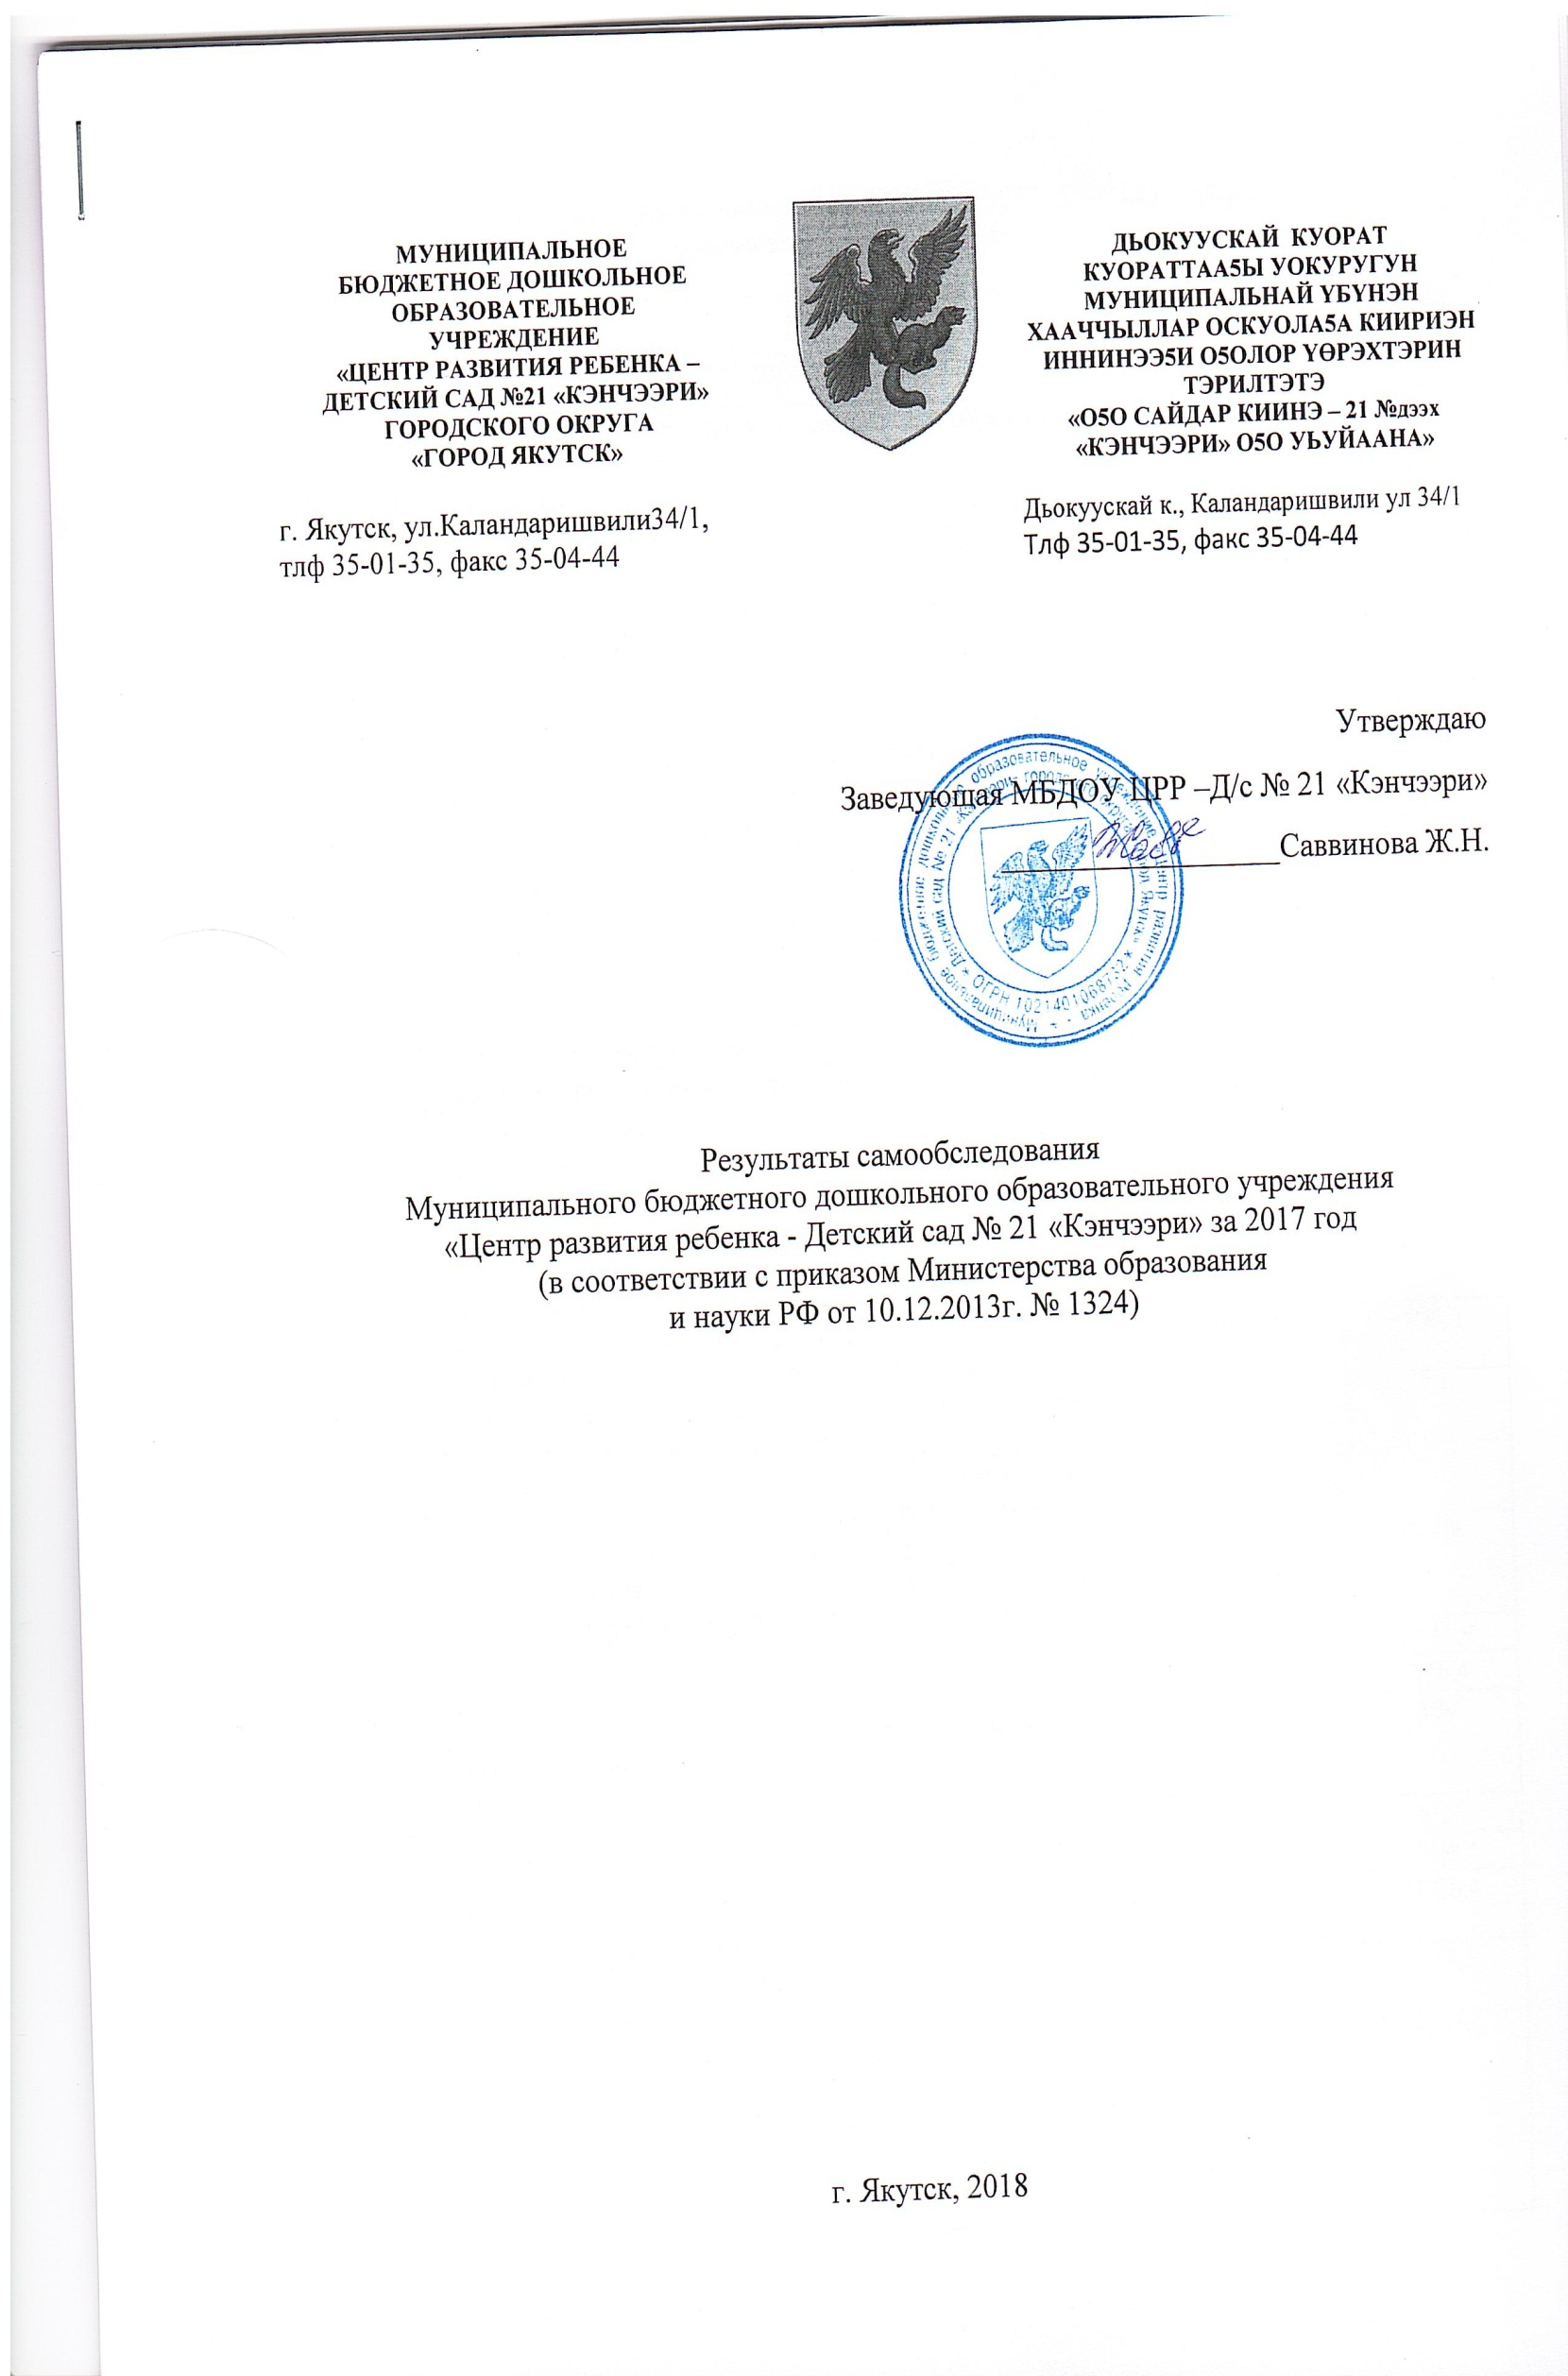 МУНИЦИПАЛЬНОЕ
БЮДЖЕТНОЕ ДОШКОЛЬНОЕ
ОБРАЗОВАТЕЛЬНОЕ
УЧРЕЖДЕНИЕ
«ЦЕНТР РАЗВИТИЯ РЕБЕНКА –
ДЕТСКИЙ САД №21 «КЭНЧЭЭРИ»
ГОРОДСКОГО ОКРУГА
«ГОРОД ЯКУТСК»
г. Якутск, ул.Каландаришвили34/1,
тлф 35-01-35, факс 35-04-44
ДЬОКУУСКАЙ КУОРАТ
КУОРАТТАА5Ы УОКУРУГУН
МУНИЦИПАЛЬНАЙ ҮБҮНЭН
ХААЧЧЫЛЛАР ОСКУОЛА5А КИИРИЭН
ИННИНЭЭ5И О5ОЛОР ҮӨРЭХТЭРИН
ТЭРИЛТЭТЭ
«О5О САЙДАР КИИНЭ – 21 №дээх
«КЭНЧЭЭРИ» О5О УЬУЙААНА»
Дьокуускай к., Каландаришвили ул 34/1
Тлф 35-01-35, факс 35-04-44
Утверждаю
Заведующая МБДОУ ЦРР –Д/с № 21 «Кэнчээри»
Саввинова Ж.Н.
ОГРН 1021401068732
Результаты самообследования
Муниципального бюджетного дошкольного образовательного учреждения
«Центр развития ребенка - Детский сад № 21 «Кэнчээри» за 2017 год
(в соответствии с приказом Министерства образования
и науки РФ от 10.12.2013г. № 1324)
г. Якутск, 2018